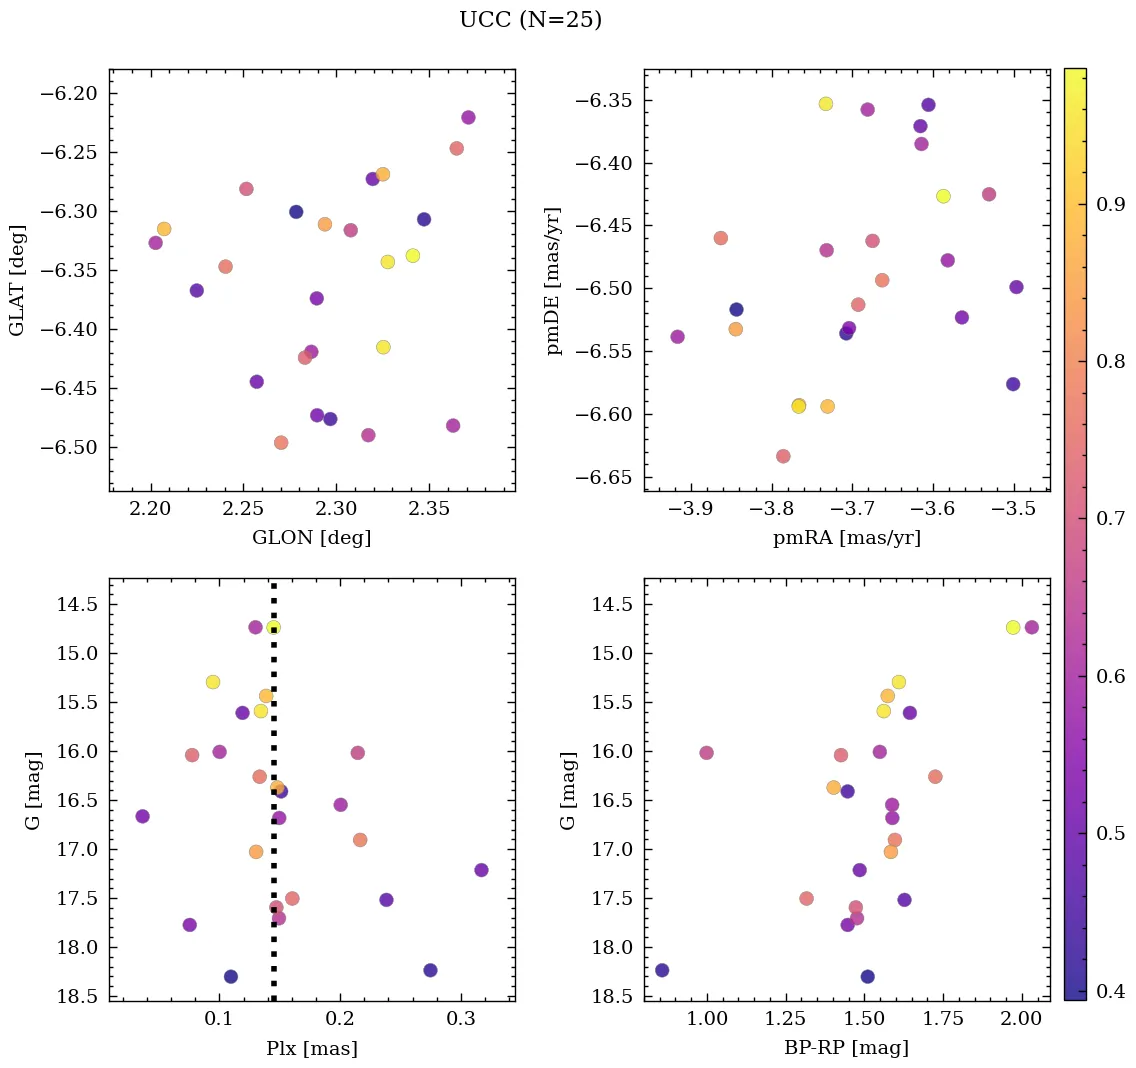 UCC (N=25)
−6.20
−6.25
−6.30
−6.35
−6.40
−6.45
−6.50
GLAT [deg]
2.20 2.25 2.30 2.35
GLON [deg]
−6.35
−6.40
−6.45
−6.50
−6.55
−6.60
−6.65
pmDE [mas/yr]
−3.9 −3.8 −3.7 −3.6 −3.5
pmRA [mas/yr]
14.5
15.0
15.5
16.0
16.5
17.0
17.5
18.0
18.5
G [mag]
0.1 0.2 0.3
Plx [mas]
14.5
15.0
15.5
16.0
16.5
17.0
17.5
18.0
18.5
G [mag]
1.00 1.25 1.50 1.75 2.00
BP-RP [mag]
0.9
0.8
0.7
0.6
0.5
0.4